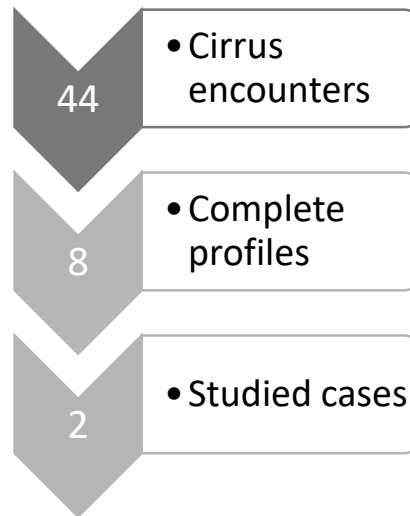 44
• Cirrus
encounters
8
• Complete
profiles
2
• Studied cases